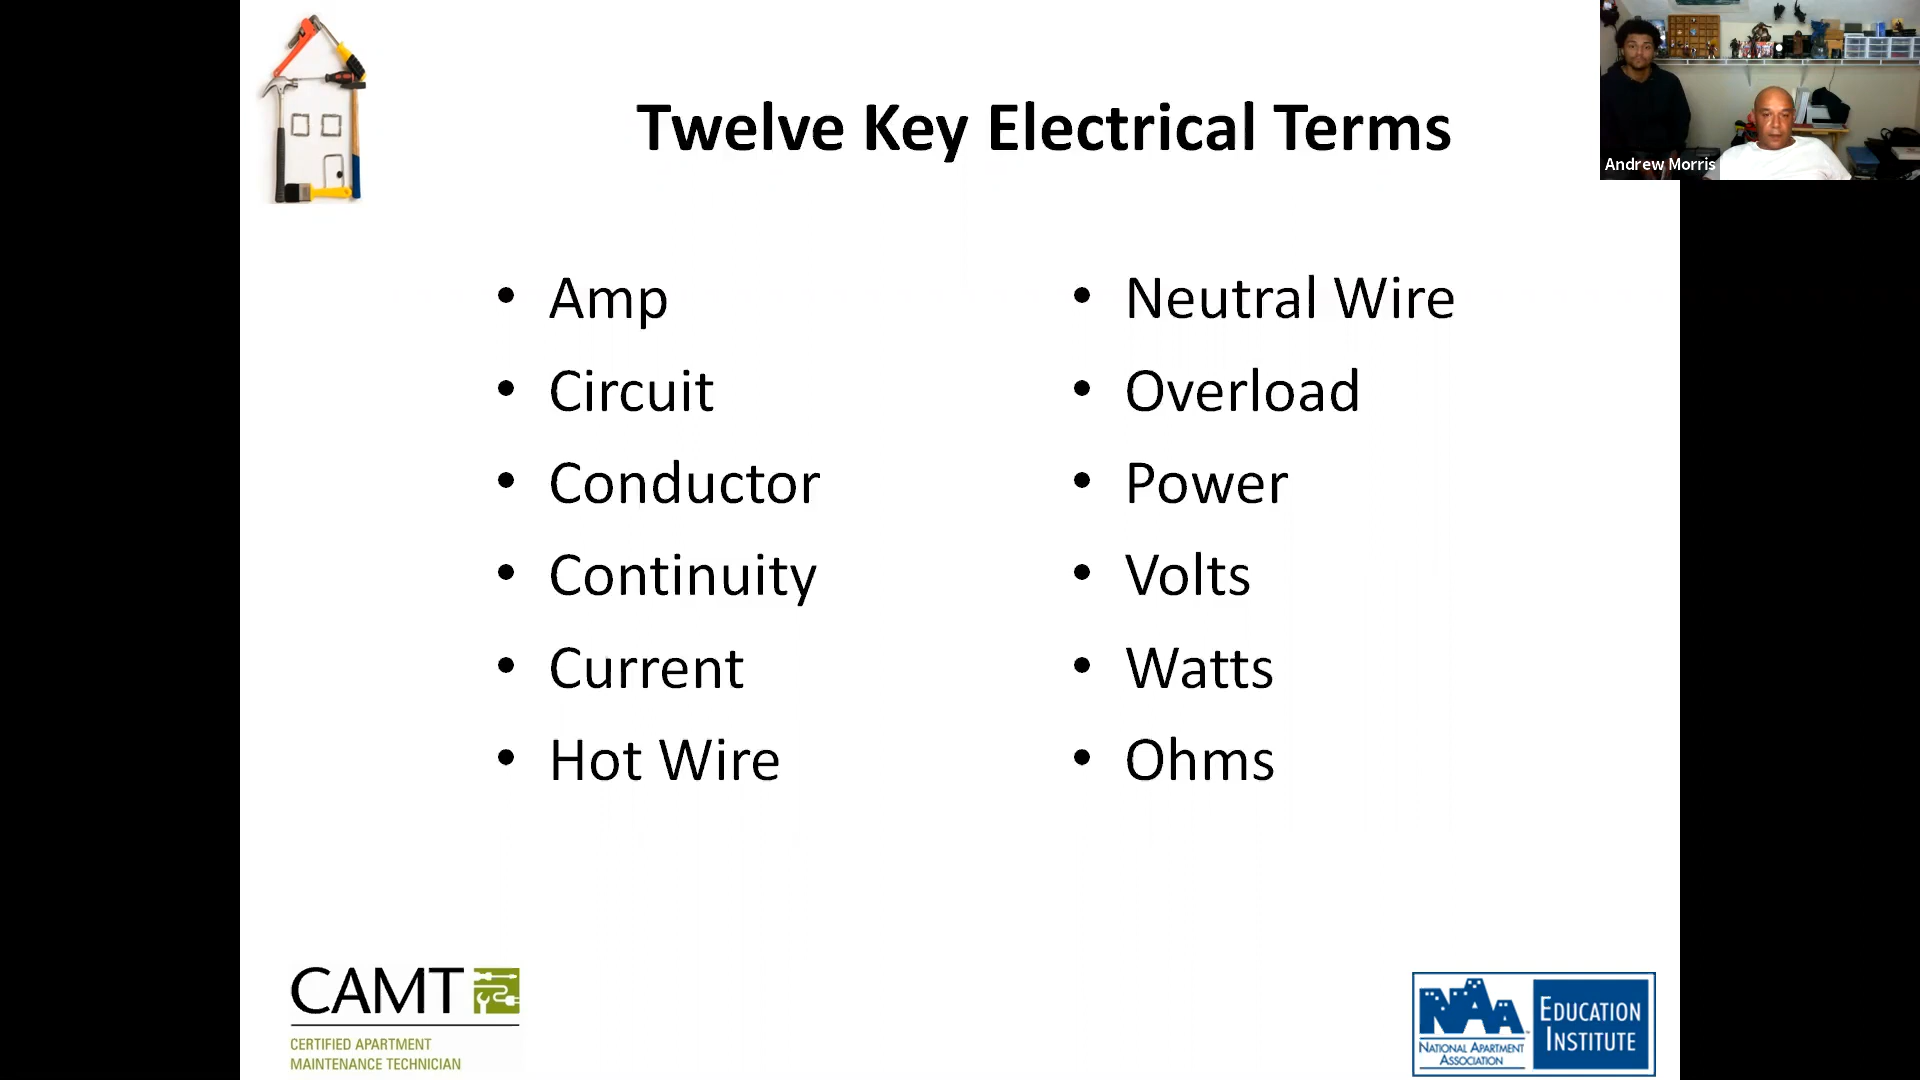 Twelve Key Electrical Terms
Andrew Morris
• Amp
• Circuit
• Conductor
• Continuity
• Current
• Hot Wire
• Neutral Wire
• Overload
• Power
• Volts
• Watts
• Ohms
CAMT
CERTIFIED APARTMENT
MAINTENANCE TECHNICIAN
NAA
NATIONAL APARTMENT
ASSOCIATION
EDUCATION
INSTITUTE